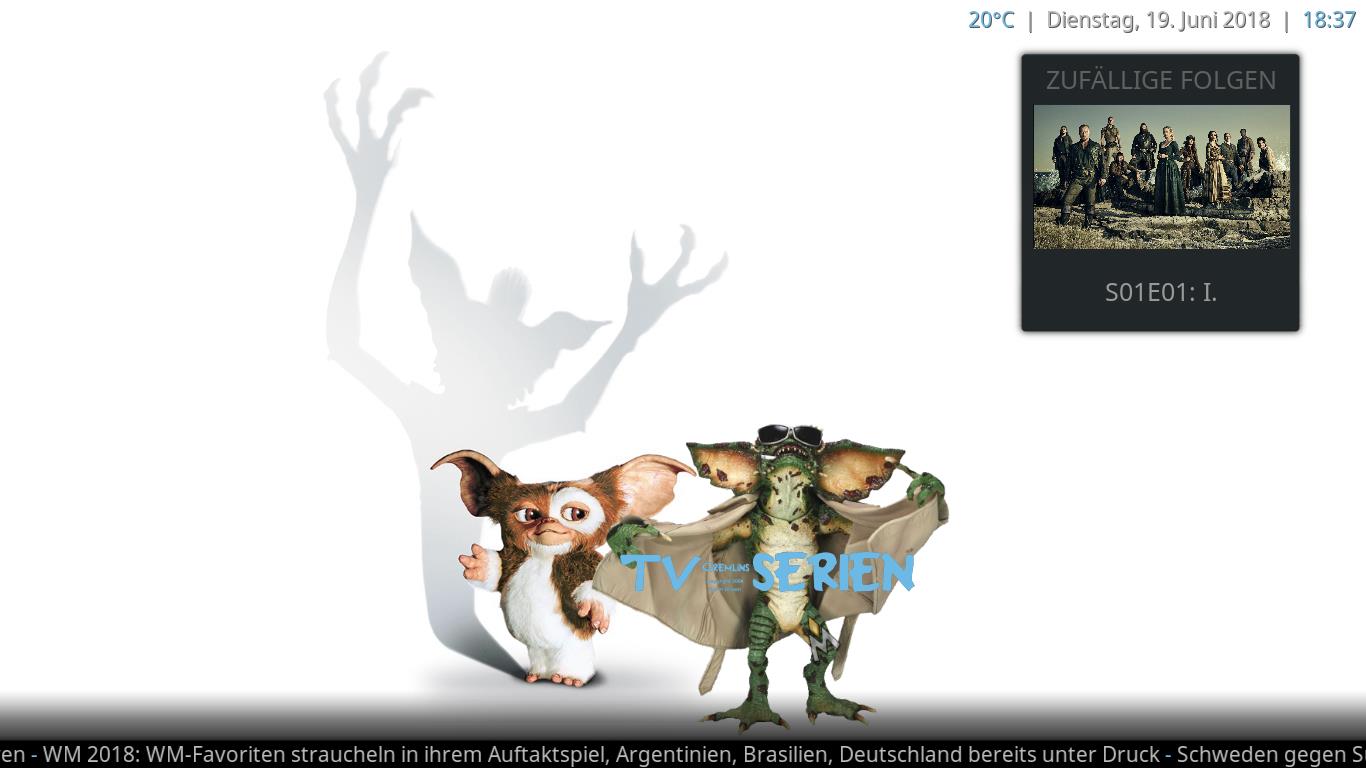 20°C | Dienstag, 19. Juni 2018 | 18:37
ZUFÄLLIGE FOLGEN
S01E01: I.
TV GREMLINS SERIEN
en - WM 2018: WM-Favoriten straucheln in ihrem Auftaktspiel, Argentinien, Brasilien, Deutschland bereits unter Druck - Schweden gegen S